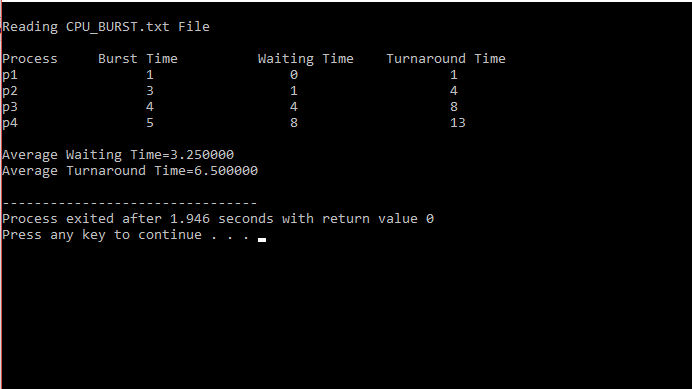 Reading CPU_BURST.txt File
Process Burst Time Waiting Time Turnaround Time
p1 1 0 1
p2 3 1 4
p3 4 4 8
p4 5 8 13
Average Waiting Time=3.250000
Average Turnaround Time=6.500000
--------------------------------
Process exited after 1.946 seconds with return value 0
Press any key to continue . . .